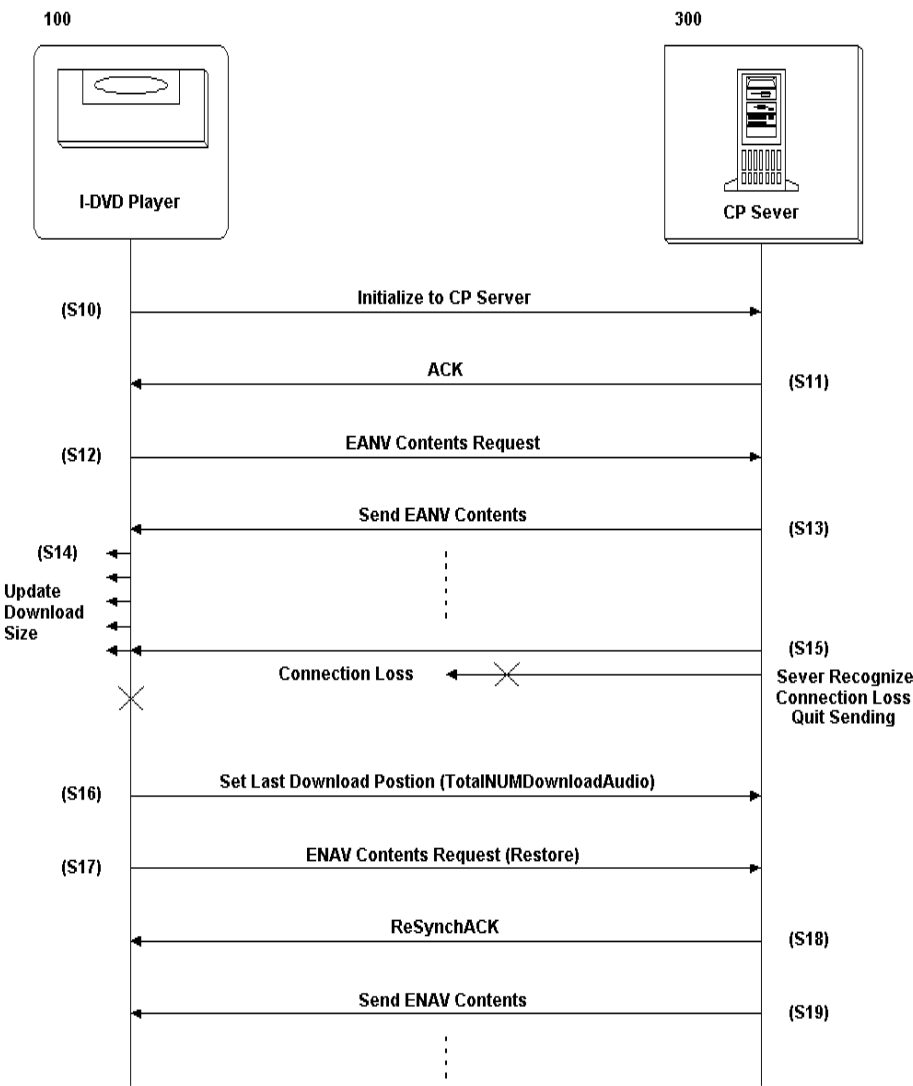 100
300
I-DVD Player
CP Sever
(S10)
Initialize to CP Server
ACK
(S11)
(S12)
EANV Contents Request
Send EANV Contents
(S13)
(S14)
Update
Download
Size
(S15)
Connection Loss
Sever Recognize
Connection Loss
Quit Sending
(S16)
Set Last Download Postion (TotalNUMDownloadAudio)
(S17)
ENAV Contents Request (Restore)
ReSynchACK
(S18)
Send ENAV Contents
(S19)